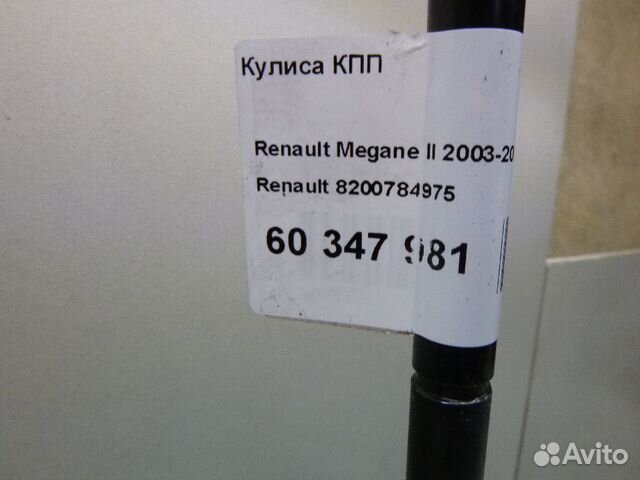 Кулиса КПП
Renault Megane II 2003-20
Renault 8200784975
60 347 981
Avito